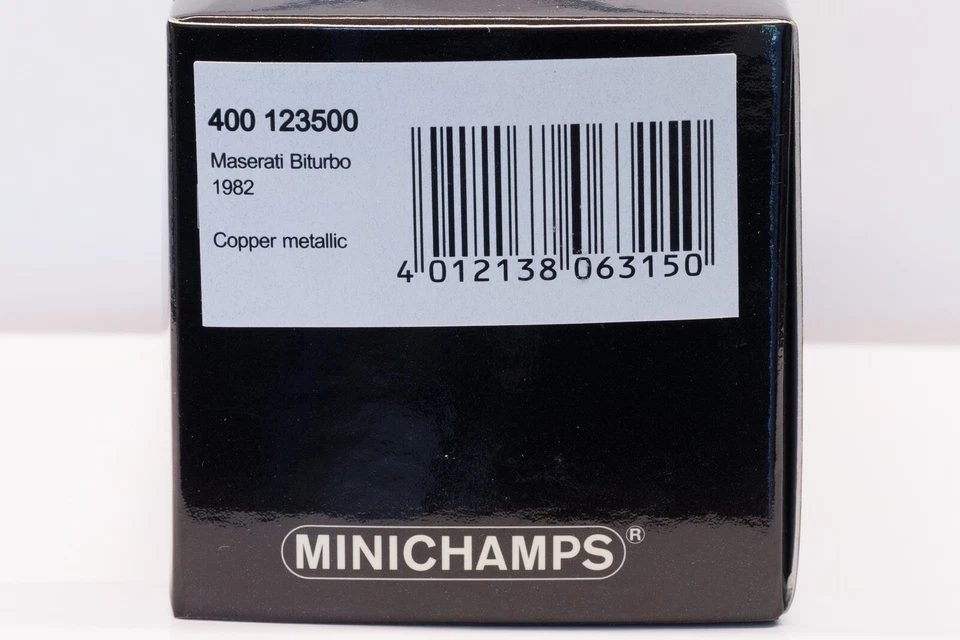 400 123500
Maserati Biturbo
1982
Copper metallic
4 012138 063150
MINICHAMPS®